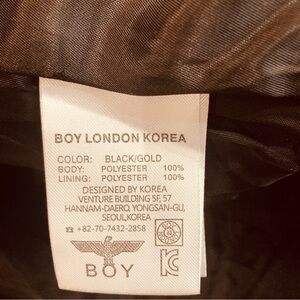 BOY LONDON KOREA
COLOR: BLACK/GOLD
BODY: POLYESTER 100%
LINING: POLYESTER 100%
DESIGNED BY KOREA
VENTURE BUILDING 5F, 57
HANNAM-DAERO, YONGSAN-GU,
SEOUL,KOREA
☎ +82-70-7432-2858
BOY